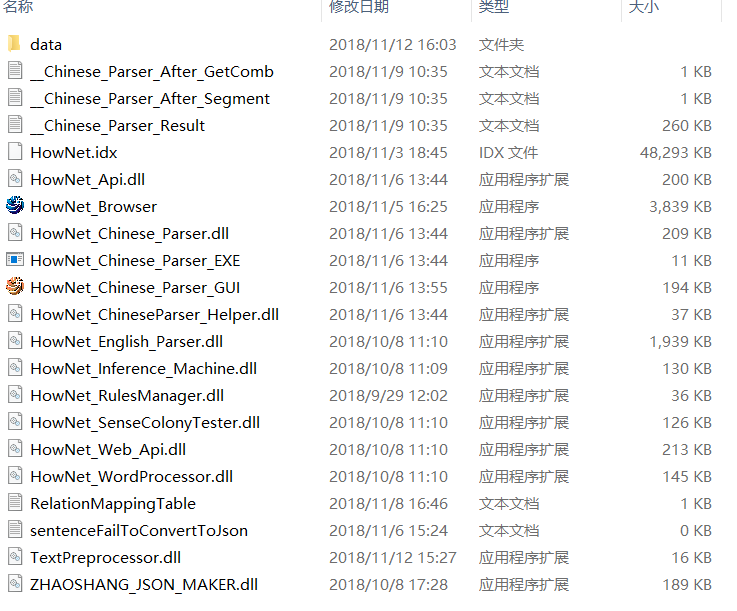 名称 修改日期 类型 大小
data 2018/11/12 16:03 文件夹
__Chinese_Parser_After_GetComb 2018/11/9 10:35 文本文档 1 KB
__Chinese_Parser_After_Segment 2018/11/9 10:35 文本文档 1 KB
__Chinese_Parser_Result 2018/11/9 10:35 文本文档 260 KB
HowNet.idx 2018/11/3 18:45 IDX 文件 48,293 KB
HowNet_Api.dll 2018/11/6 13:44 应用程序扩展 200 KB
HowNet_Browser 2018/11/5 16:25 应用程序 3,839 KB
HowNet_Chinese_Parser.dll 2018/11/6 13:44 应用程序扩展 209 KB
HowNet_Chinese_Parser_EXE 2018/11/6 13:44 应用程序 11 KB
HowNet_Chinese_Parser_GUI 2018/11/6 13:55 应用程序 194 KB
HowNet_ChineseParser_Helper.dll 2018/11/6 13:44 应用程序扩展 37 KB
HowNet_English_Parser.dll 2018/10/8 11:10 应用程序扩展 1,939 KB
HowNet_Inference_Machine.dll 2018/10/8 11:09 应用程序扩展 130 KB
HowNet_RulesManager.dll 2018/9/29 12:02 应用程序扩展 36 KB
HowNet_SenseColonyTester.dll 2018/10/8 11:10 应用程序扩展 126 KB
HowNet_Web_Api.dll 2018/10/8 11:10 应用程序扩展 213 KB
HowNet_WordProcessor.dll 2018/10/8 11:10 应用程序扩展 145 KB
RelationMappingTable 2018/11/8 16:46 文本文档 1 KB
sentenceFailToConvertToJson 2018/11/6 15:24 文本文档 0 KB
TextPreprocessor.dll 2018/11/12 15:27 应用程序扩展 16 KB
ZHAOSHANG_JSON_MAKER.dll 2018/10/8 17:28 应用程序扩展 189 KB